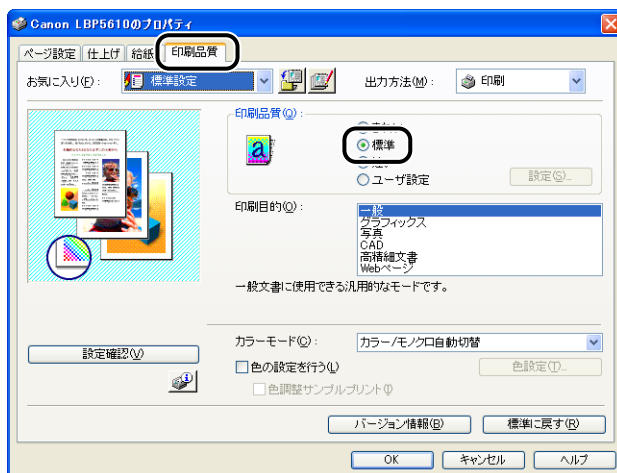 Canon LBP5610のプロパティ
ページ設定 仕上げ 給紙 印刷品質
お気に入り(F): 標準設定 出力方法(M): 印刷
印刷品質(Q):
標準
ユーザ設定 設定(S)...
印刷目的(O): 一般
グラフィックス
写真
CAD
高精細文書
Webページ
一般文書に使用できる汎用的なモードです。
カラーモード(C): カラー/モノクロ自動切替
設定確認(V)
色の設定を行う(L) 色設定(T)...
色調整サンプルプリント(I)
バージョン情報(B) 標準に戻す(R)
OK キャンセル ヘルプ